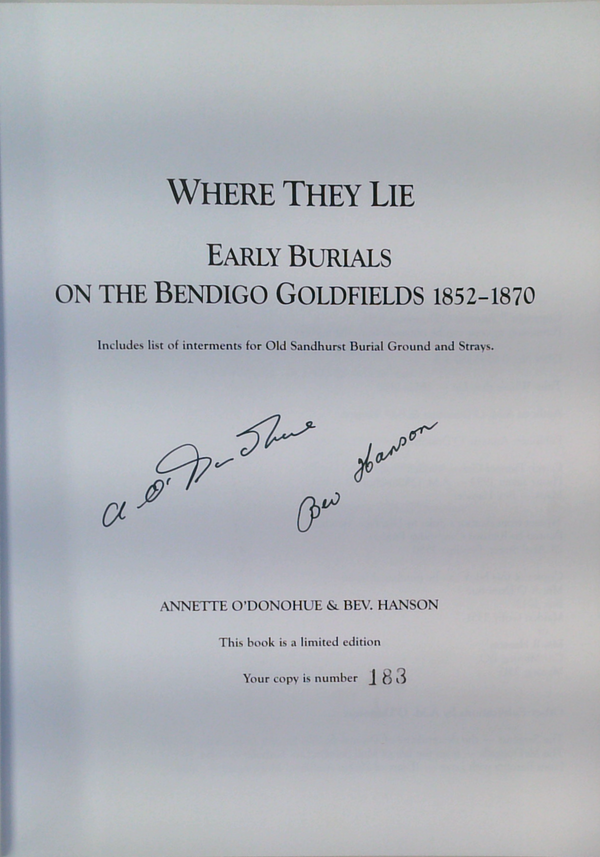 WHERE THEY LIE
EARLY BURIALS
ON THE BENDIGO GOLDFIELDS 1852–1870
Includes list of interments for Old Sandhurst Burial Ground and Strays.
A O'Donohue
Bev Hanson
ANNETTE O'DONOHUE & BEV. HANSON
This book is a limited edition
Your copy is number 183